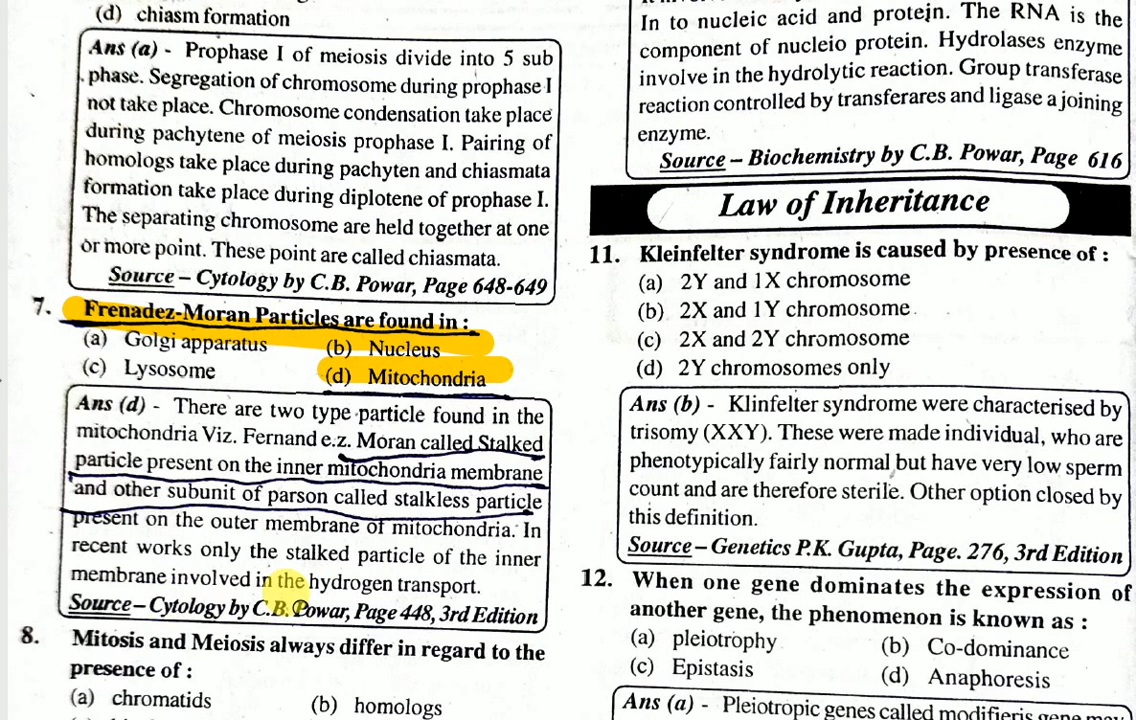 (d) chiasm formation
Ans (a) - Prophase I of meiosis divide into 5 sub
phase. Segregation of chromosome during prophase I
not take place. Chromosome condensation take place
during pachytene of meiosis prophase I. Pairing of
homologs take place during pachyten and chiasmata
formation take place during diplotene of prophase I.
The separating chromosome are held together at one
or more point. These point are called chiasmata.
Source – Cytology by C.B. Powar, Page 648-649
7. Frenadez-Moran Particles are found in :
(a) Golgi apparatus (b) Nucleus
(c) Lysosome (d) Mitochondria
Ans (d) - There are two type particle found in the
mitochondria Viz. Fernand e.z. Moran called Stalked
particle present on the inner mitochondria membrane
and other subunit of parson called stalkless particle
present on the outer membrane of mitochondria. In
recent works only the stalked particle of the inner
membrane involved in the hydrogen transport.
Source – Cytology by C.B. Powar, Page 448, 3rd Edition
8. Mitosis and Meiosis always differ in regard to the
presence of :
(a) chromatids (b) homologs
In to nucleic acid and protein. The RNA is the
component of nucleio protein. Hydrolases enzyme
involve in the hydrolytic reaction. Group transferase
reaction controlled by transferares and ligase a joining
enzyme.
Source – Biochemistry by C.B. Powar, Page 616
Law of Inheritance
11. Kleinfelter syndrome is caused by presence of :
(a) 2Y and 1X chromosome
(b) 2X and 1Y chromosome
(c) 2X and 2Y chromosome
(d) 2Y chromosomes only
Ans (b) - Klinfelter syndrome were characterised by
trisomy (XXY). These were made individual, who are
phenotypically fairly normal but have very low sperm
count and are therefore sterile. Other option closed by
this definition.
Source – Genetics P.K. Gupta, Page. 276, 3rd Edition
12. When one gene dominates the expression of
another gene, the phenomenon is known as :
(a) pleiotrophy (b) Co-dominance
(c) Epistasis (d) Anaphoresis
Ans (a) - Pleiotropic genes called modifieris gene may